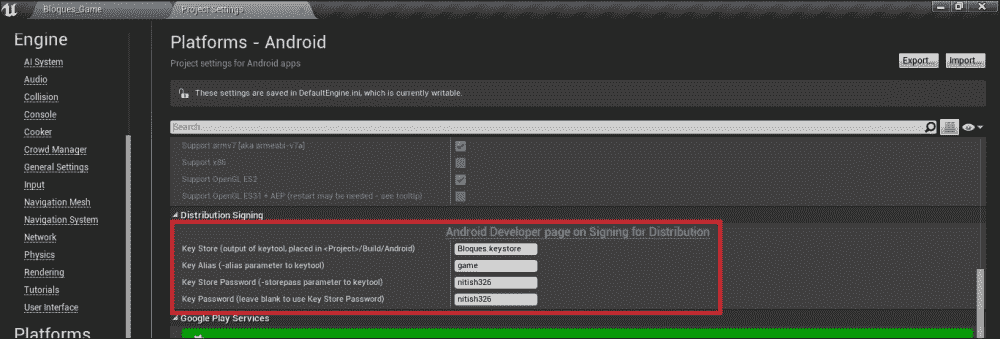 Bloques_Game
Project Settings
Engine
AI System
Audio
Collision
Console
Cooker
Crowd Manager
General Settings
Input
Navigation Mesh
Navigation System
Network
Physics
Rendering
Tutorials
User Interface
Platforms
Platforms - Android
Project settings for Android apps
Export...
Import...
These settings are saved in DefaultEngine.ini, which is currently writable.
Search
Support armv7 [aka armeabi-v7a]
Support x86
Support OpenGL ES2
Support OpenGL ES31 + AEP (restart may be needed - see tooltip)
Distribution Signing
Android Developer page on Signing for Distribution
Key Store (output of keytool, placed in <Project>/Build/Android)
Bloques.keystore
Key Alias (-alias parameter to keytool)
game
Key Store Password (-storepass parameter to keytool)
nitish326
Key Password (leave blank to use Key Store Password)
nitish326
Google Play Services